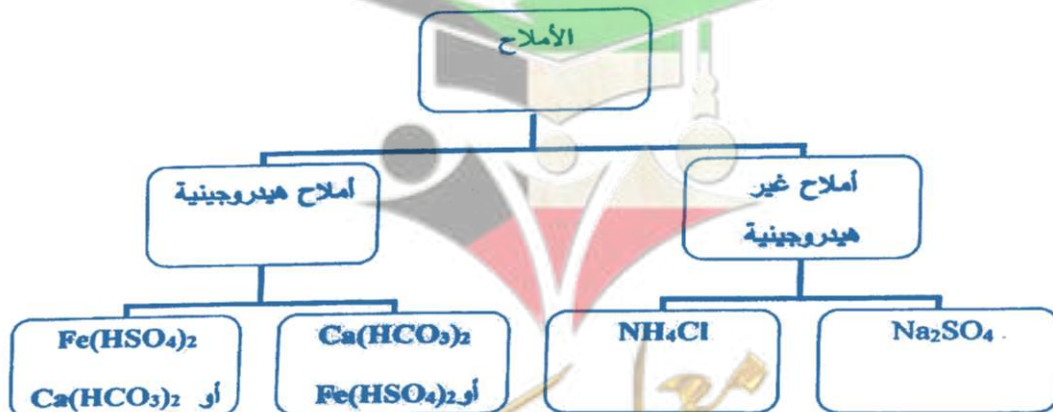 الأملاح
أملاح غير
هيدروجينية
أملاح هيدروجينية
Na₂SO₄
NH₄Cl
Ca(HCO₃)₂
أو Fe(HSO₄)₂
Fe(HSO₄)₂
أو Ca(HCO₃)₂